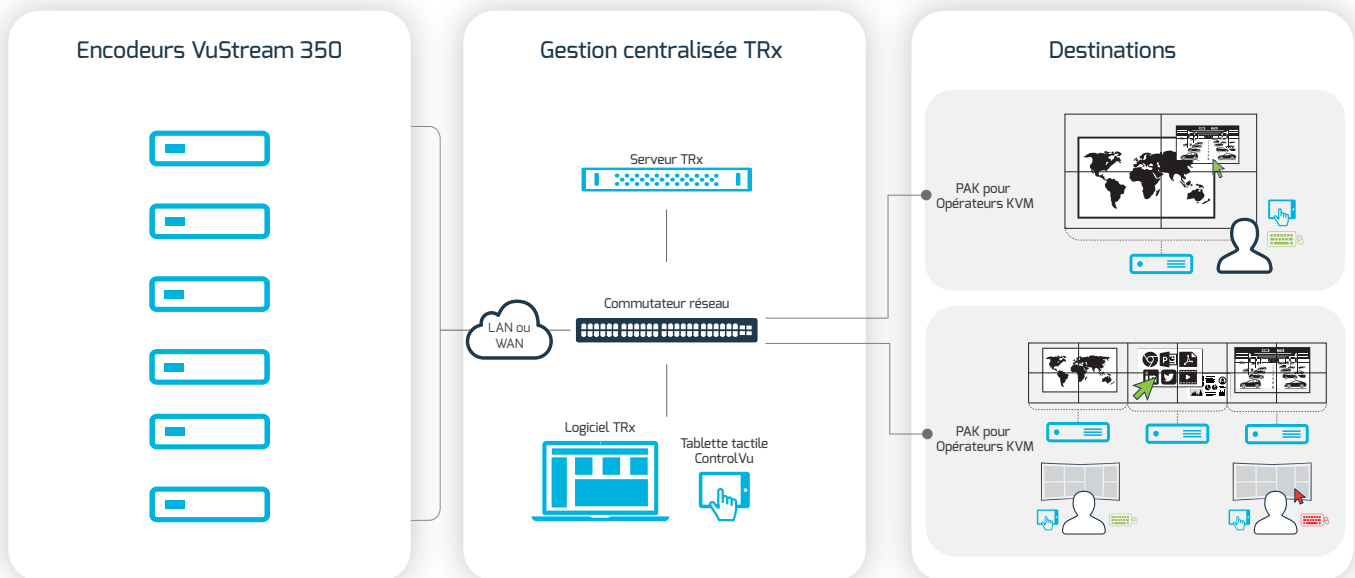 Encodeurs VuStream 350
Gestion centralisée TRx
Serveur TRx
Commutateur réseau
LAN ou
WAN
Logiciel TRx
Tablette tactile
ControlVu
Destinations
PAK pour
Opérateurs KVM
PAK pour
Opérateurs KVM